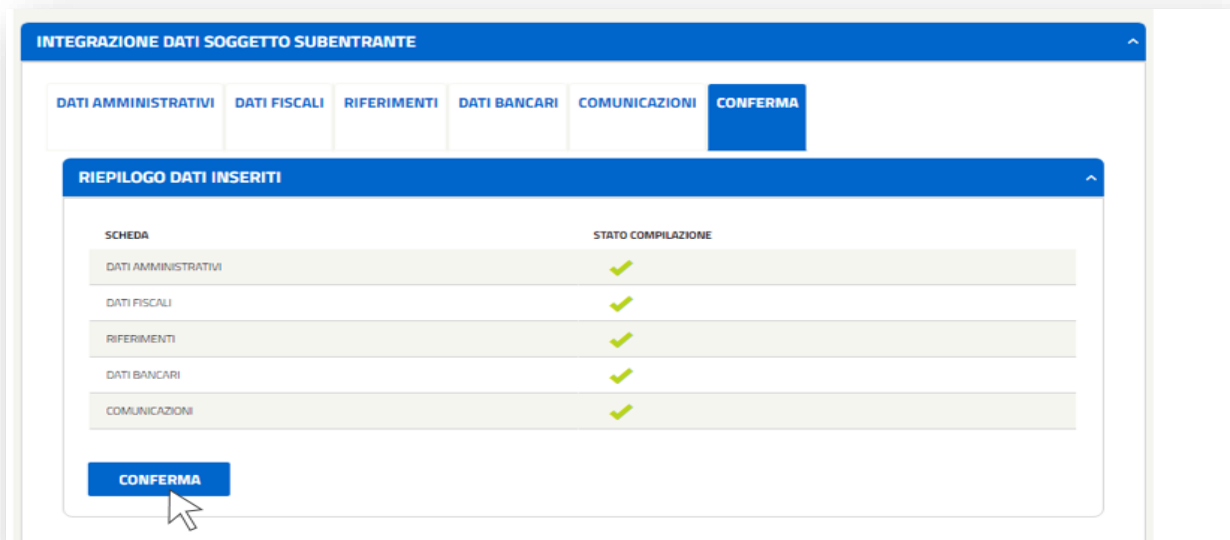 INTEGRAZIONE DATI SOGGETTO SUBENTRANTE
DATI AMMINISTRATIVI DATI FISCALI RIFERIMENTI DATI BANCARI COMUNICAZIONI CONFERMA
RIEPILOGO DATI INSERITI
SCHEDA STATO COMPILAZIONE
DATI AMMINISTRATIVI
DATI FISCALI
RIFERIMENTI
DATI BANCARI
COMUNICAZIONI
CONFERMA